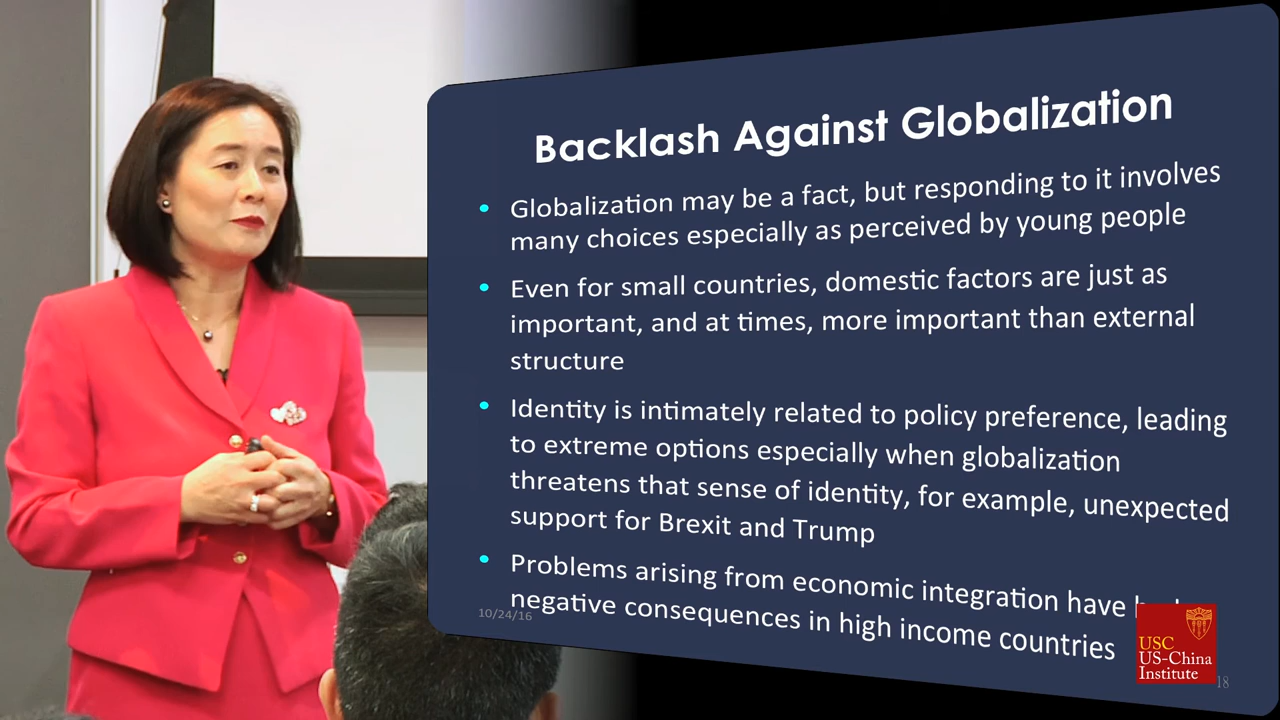 Backlash Against Globalization
• Globalization may be a fact, but responding to it involves
many choices especially as perceived by young people
• Even for small countries, domestic factors are just as
important, and at times, more important than external
structure
• Identity is intimately related to policy preference, leading
to extreme options especially when globalization
threatens that sense of identity, for example, unexpected
support for Brexit and Trump
• Problems arising from economic integration have
negative consequences in high income countries
10/24/16
USC
US-China
Institute
18